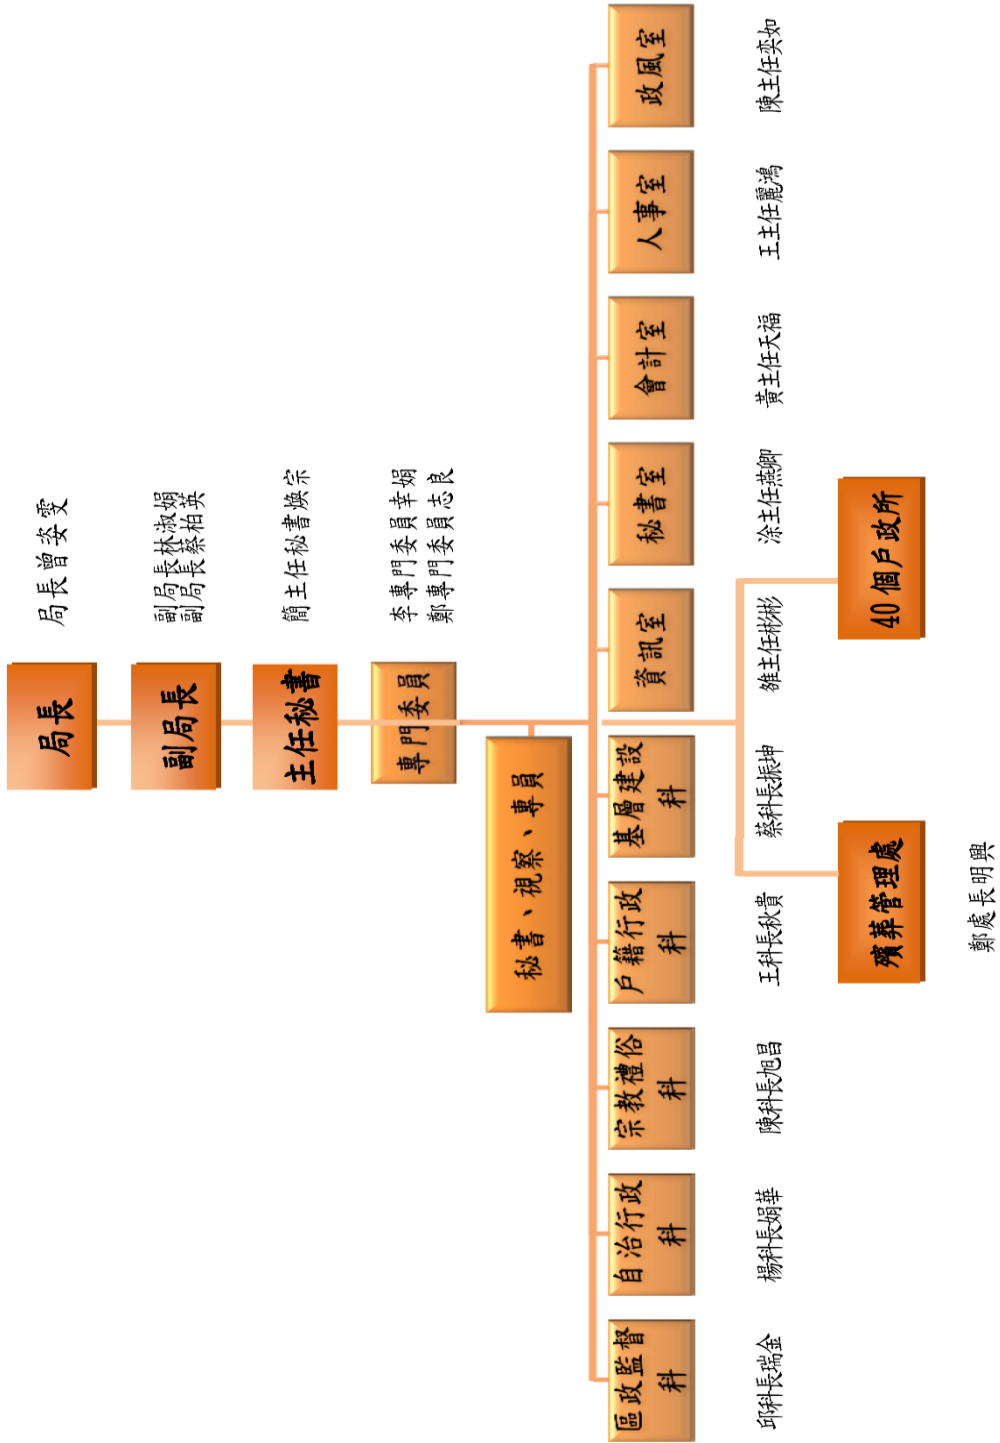 局長
局長曾姿雯
副局長
副局長林淑娟
副局長蔡柏英
主任秘書
簡主任秘書煥宗
專門委員
李專門委員幸娟
鄭專門委員志良
秘書、視察、專員
區政監督
科
自治行政
科
宗教禮俗
科
戶籍行政
科
基層建設
科
資訊室
秘書室
會計室
人事室
政風室
邱科長瑞金
楊科長娟華
陳科長旭昌
王科長秋貴
蔡科長振坤
雒主任彬彬
涂主任燕卿
黃主任天福
王主任麗鴻
陳主任奕如
殯葬管理處
40 個戶政所
鄭處長明興